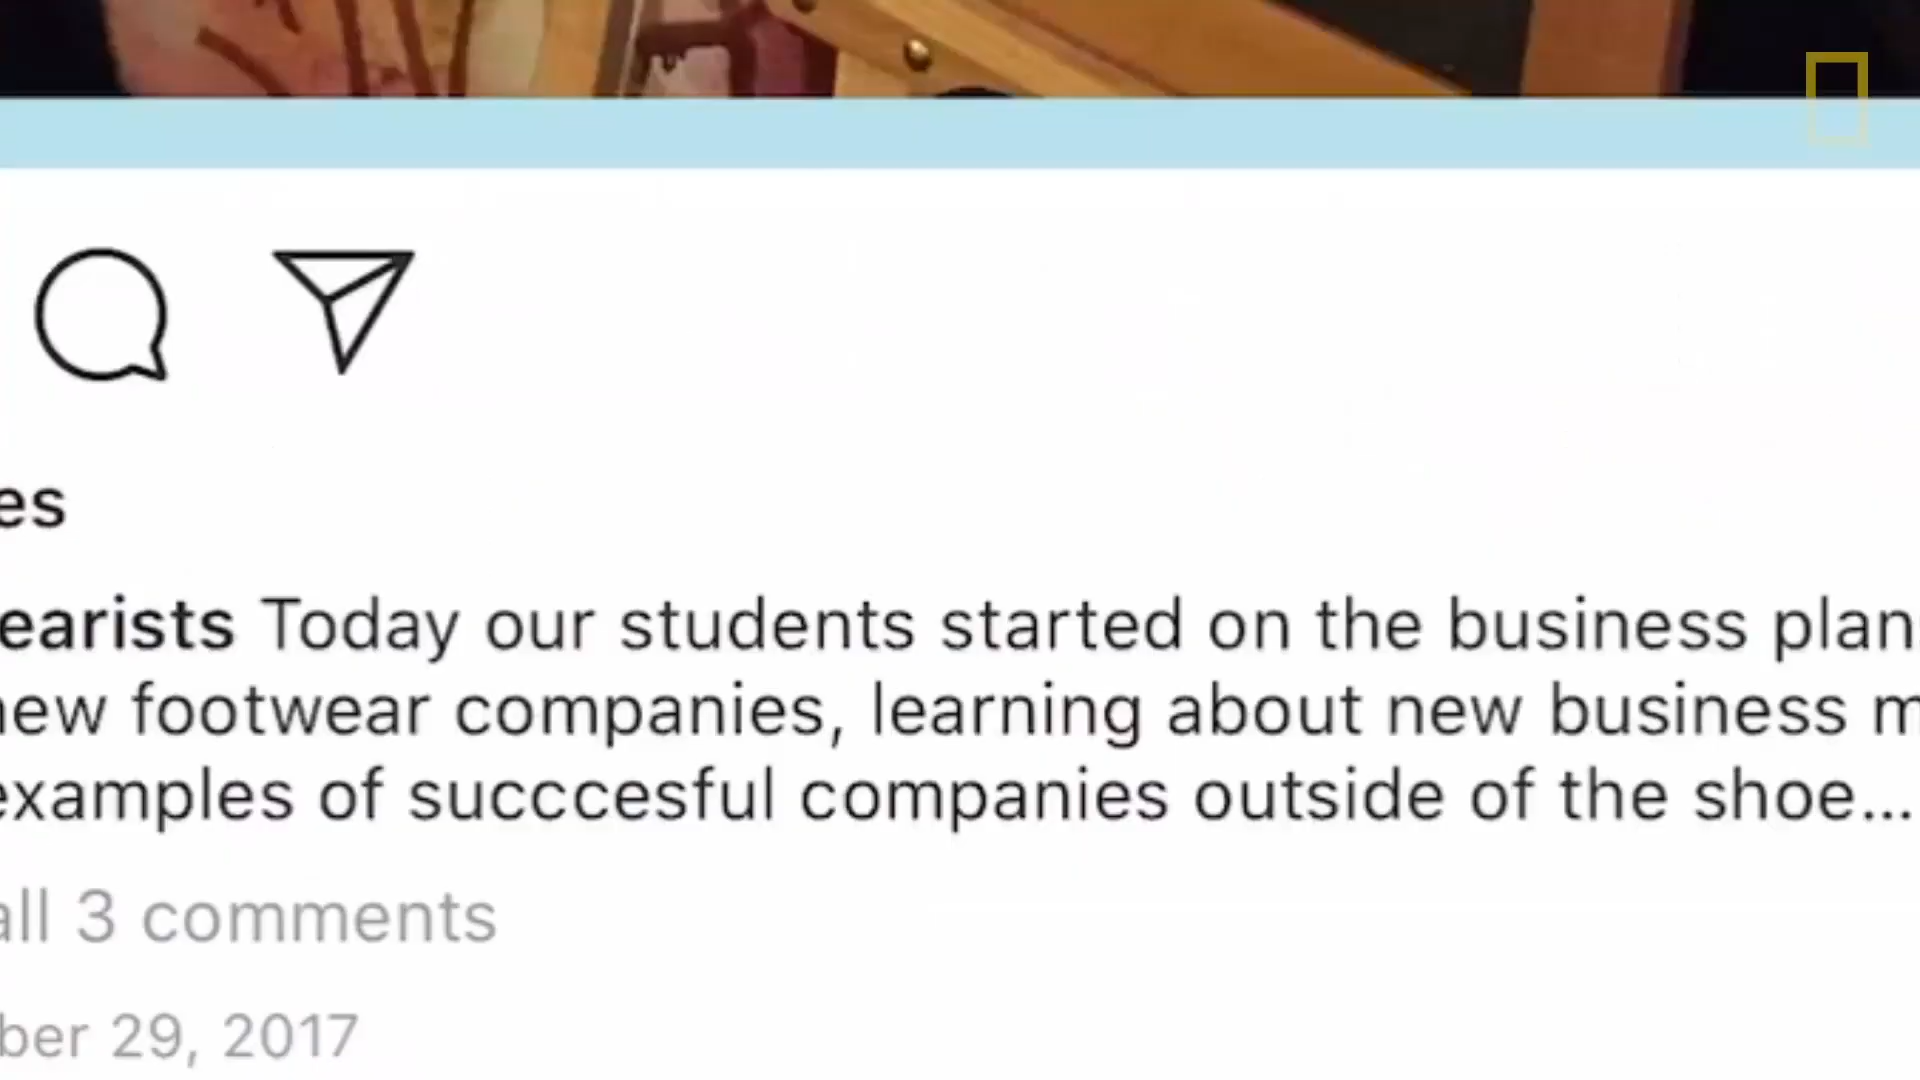 es
earists Today our students started on the business plan
new footwear companies, learning about new business m
examples of succcesful companies outside of the shoe...
all 3 comments
ber 29, 2017